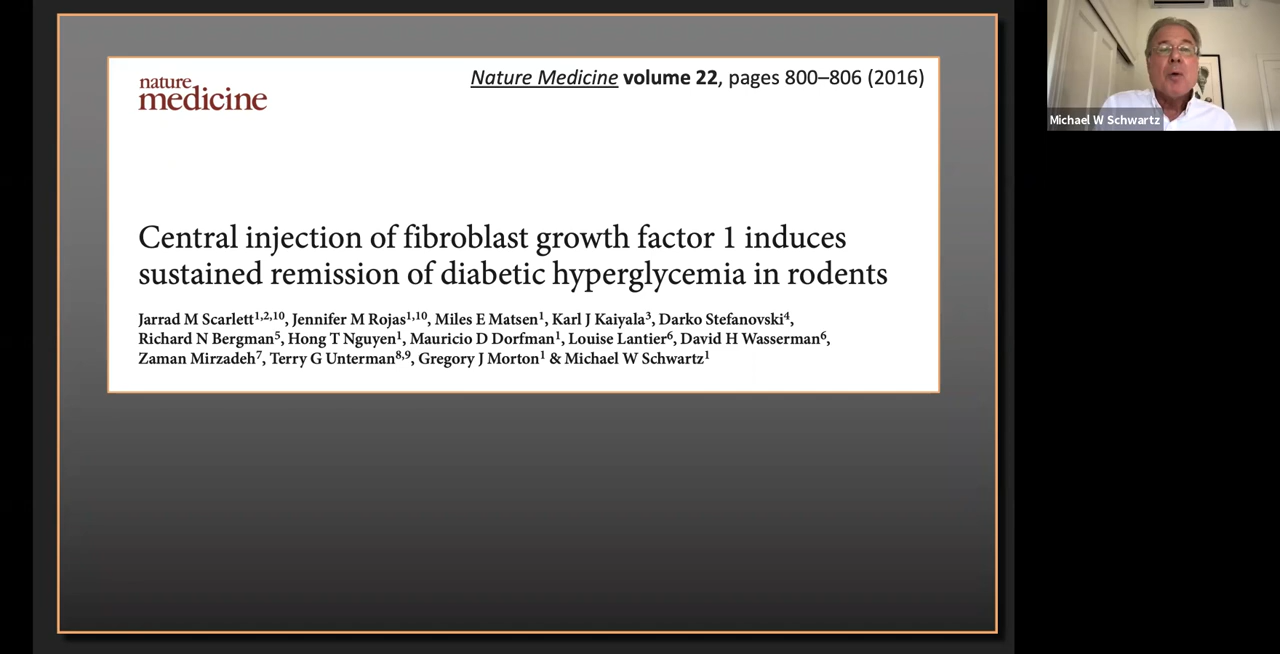 nature
medicine
Nature Medicine volume 22, pages 800–806 (2016)
Central injection of fibroblast growth factor 1 induces
sustained remission of diabetic hyperglycemia in rodents
Jarrad M Scarlett1,2,10, Jennifer M Rojas1,10, Miles E Matsen1, Karl J Kaiyala3, Darko Stefanovski4,
Richard N Bergman5, Hong T Nguyen1, Mauricio D Dorfman1, Louise Lantier6, David H Wasserman6,
Zaman Mirzadeh7, Terry G Unterman8,9, Gregory J Morton1 & Michael W Schwartz1
Michael W Schwartz